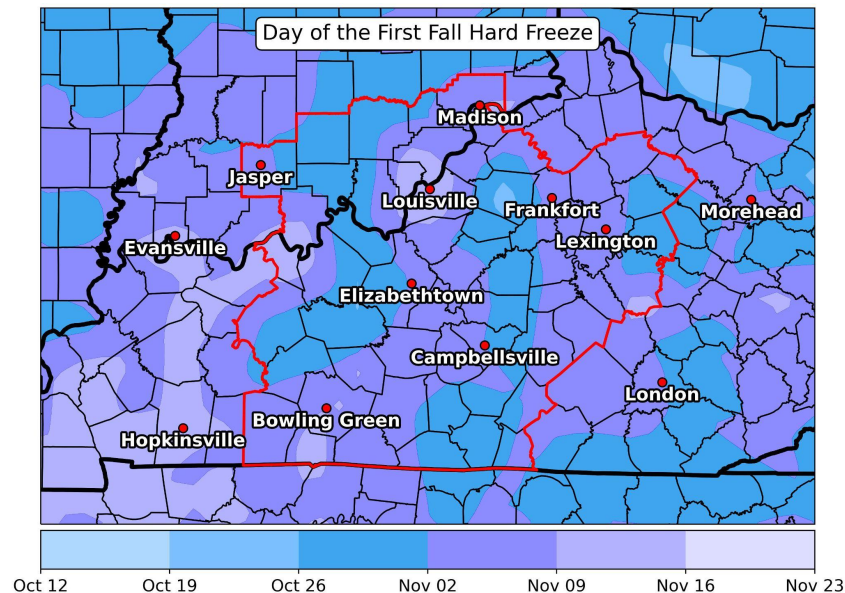 Day of the First Fall Hard Freeze
Madison
Jasper
Louisville
Frankfort
Morehead
Lexington
Evansville
Elizabethtown
Campbellsville
London
Bowling Green
Hopkinsville
Oct 12 Oct 19 Oct 26 Nov 02 Nov 09 Nov 16 Nov 23